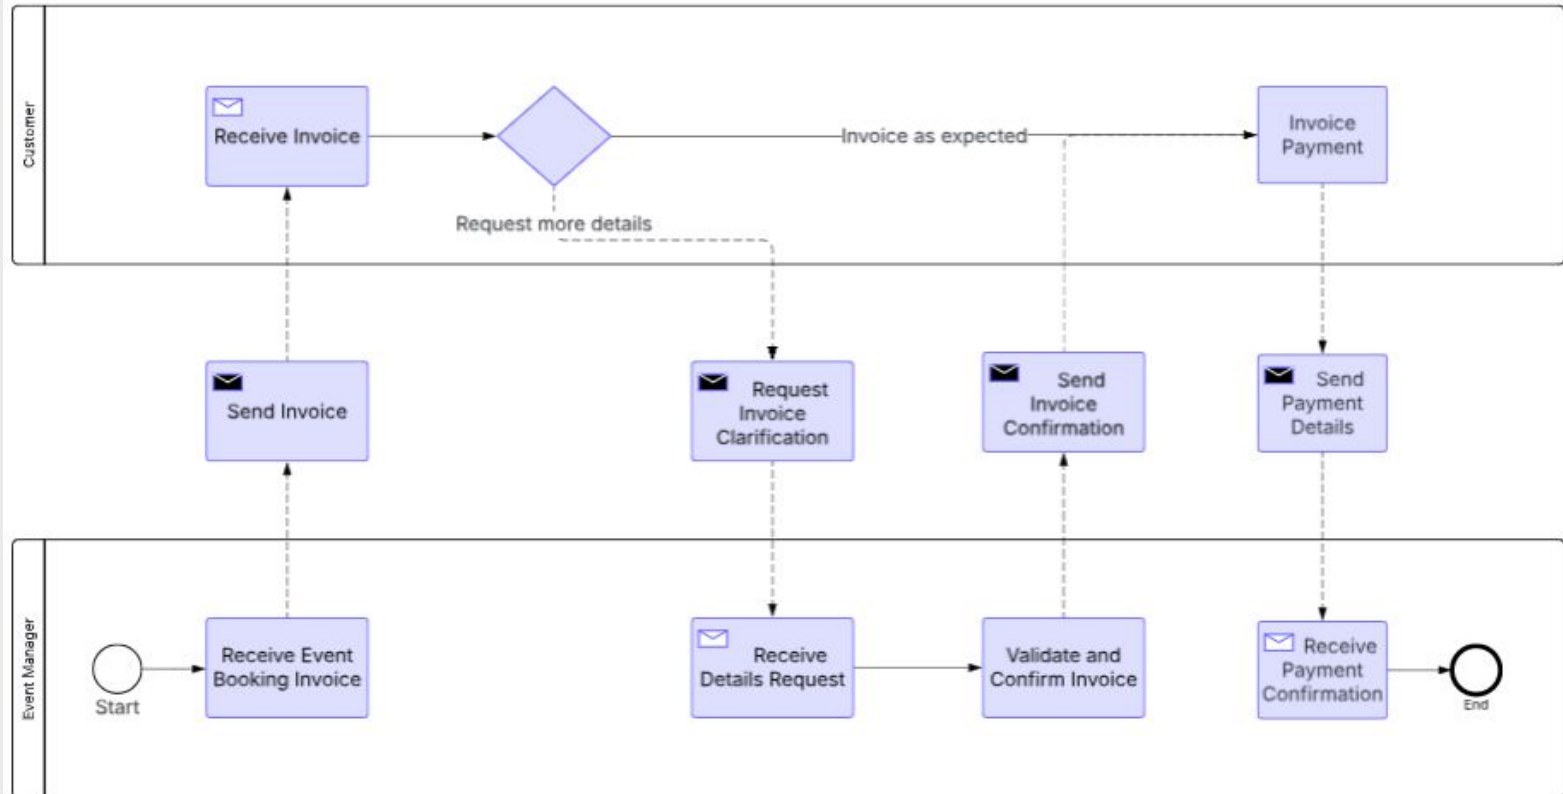 Customer
Receive Invoice
Invoice as expected
Invoice
Payment
Request more details
Send Invoice
Request
Invoice
Clarification
Send
Invoice
Confirmation
Send
Payment
Details
Event Manager
Start
Receive Event
Booking Invoice
Receive
Details Request
Validate and
Confirm Invoice
Receive
Payment
Confirmation
End